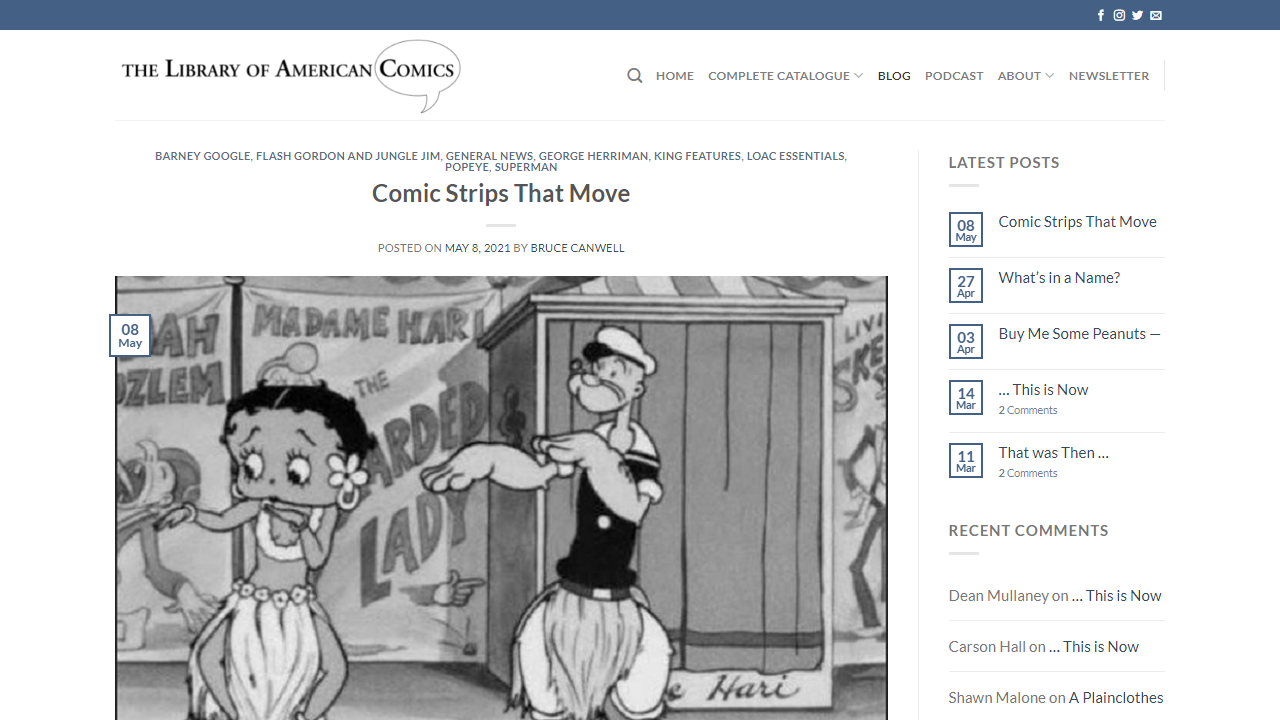 THE LIBRARY OF AMERICAN COMICS
HOME COMPLETE CATALOGUE BLOG PODCAST ABOUT NEWSLETTER
BARNEY GOOGLE, FLASH GORDON AND JUNGLE JIM, GENERAL NEWS, GEORGE HERRIMAN, KING FEATURES, LOAC ESSENTIALS,
POPEYE, SUPERMAN
Comic Strips That Move
POSTED ON MAY 8, 2021 BY BRUCE CANWELL
08
May
MADAME HARI
THE
ARDED
LADY
e Hari
LATEST POSTS
08
May
Comic Strips That Move
27
Apr
What's in a Name?
03
Apr
Buy Me Some Peanuts —
14
Mar
… This is Now
2 Comments
11
Mar
That was Then …
2 Comments
RECENT COMMENTS
Dean Mullaney on … This is Now
Carson Hall on … This is Now
Shawn Malone on A Plainclothes